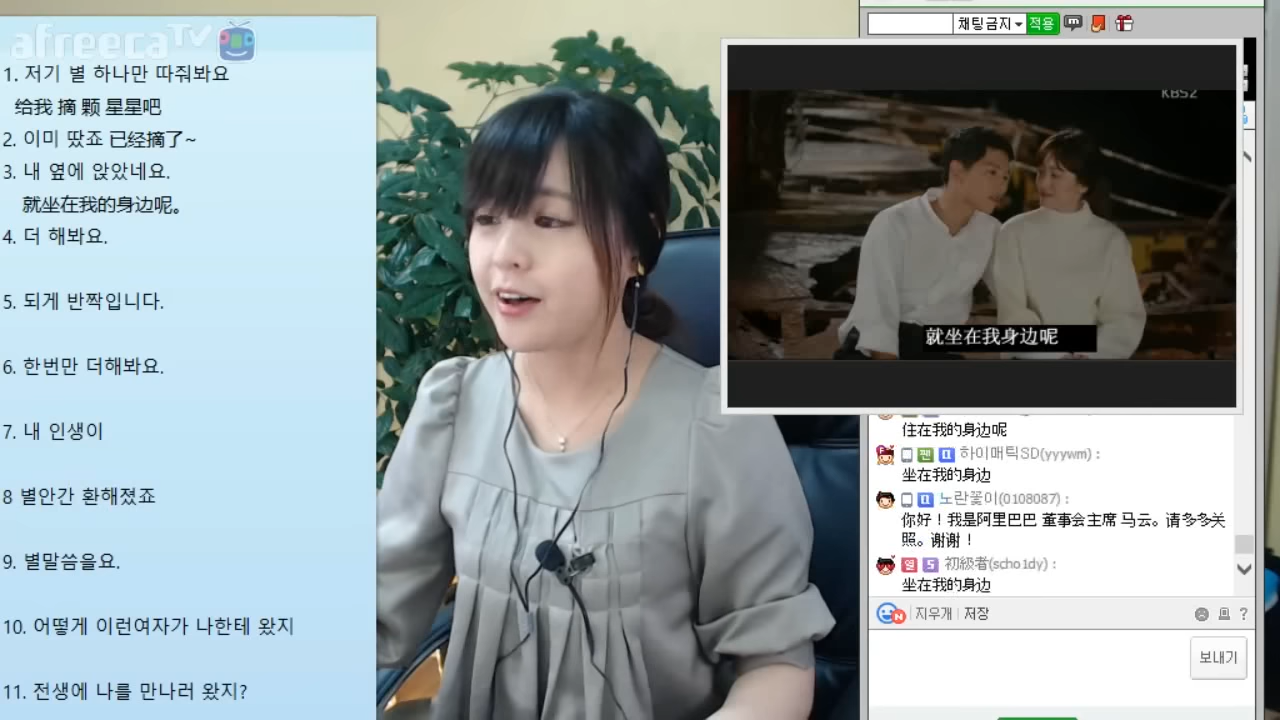 afreecaTV
1. 저기 별 하나만 따줘봐요
给我 摘 颗 星星吧
2. 이미 땄죠 已经摘了~
3. 내 옆에 앉았네요.
就坐在我的身边呢。
4. 더 해봐요.
5. 되게 반짝입니다.
6. 한번만 더해봐요.
7. 내 인생이
8 별안간 환해졌죠
9. 별말씀을요.
10. 어떻게 이런여자가 나한테 왔지
11. 전생에 나를 만나러 왔지?
채팅금지 적용
KBS2
就坐在我身边呢
住在我的身边呢
팬 하이매틱SD(yyywm) :
坐在我的身边
노란꽃이(0108087) :
你好！我是阿里巴巴 董事会主席 马云。请多多关
照。谢谢！
열 5 初級者(scho1dy) :
坐在我的身边
N 지우개 저장 ?
보내기